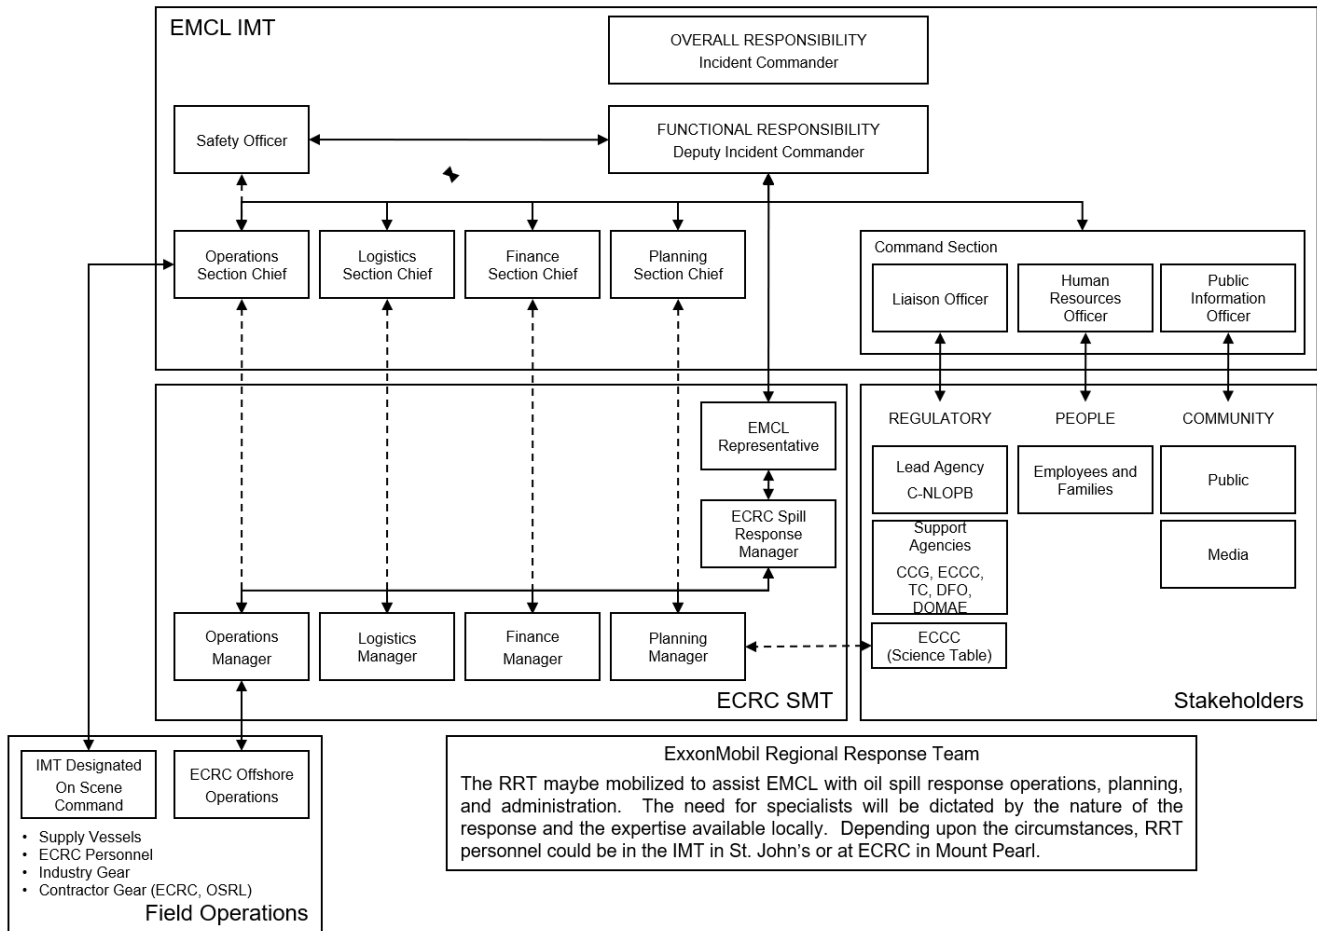 EMCL IMT
OVERALL RESPONSIBILITY
Incident Commander
Safety Officer
FUNCTIONAL RESPONSIBILITY
Deputy Incident Commander
Operations
Section Chief
Logistics
Section Chief
Finance
Section Chief
Planning
Section Chief
Command Section
Liaison Officer
Human
Resources
Officer
Public
Information
Officer
EMCL
Representative
ECRC Spill
Response
Manager
Operations
Manager
Logistics
Manager
Finance
Manager
Planning
Manager
ECRC SMT
REGULATORY
PEOPLE
COMMUNITY
Lead Agency
C-NLOPB
Employees and
Families
Public
Support
Agencies
CCG, ECCC,
TC, DFO,
DOMAE
Media
ECCC
(Science Table)
Stakeholders
IMT Designated
On Scene
Command
ECRC Offshore
Operations
• Supply Vessels
• ECRC Personnel
• Industry Gear
• Contractor Gear (ECRC, OSRL)
Field Operations
ExxonMobil Regional Response Team
The RRT maybe mobilized to assist EMCL with oil spill response operations, planning,
and administration. The need for specialists will be dictated by the nature of the
response and the expertise available locally. Depending upon the circumstances, RRT
personnel could be in the IMT in St. John’s or at ECRC in Mount Pearl.